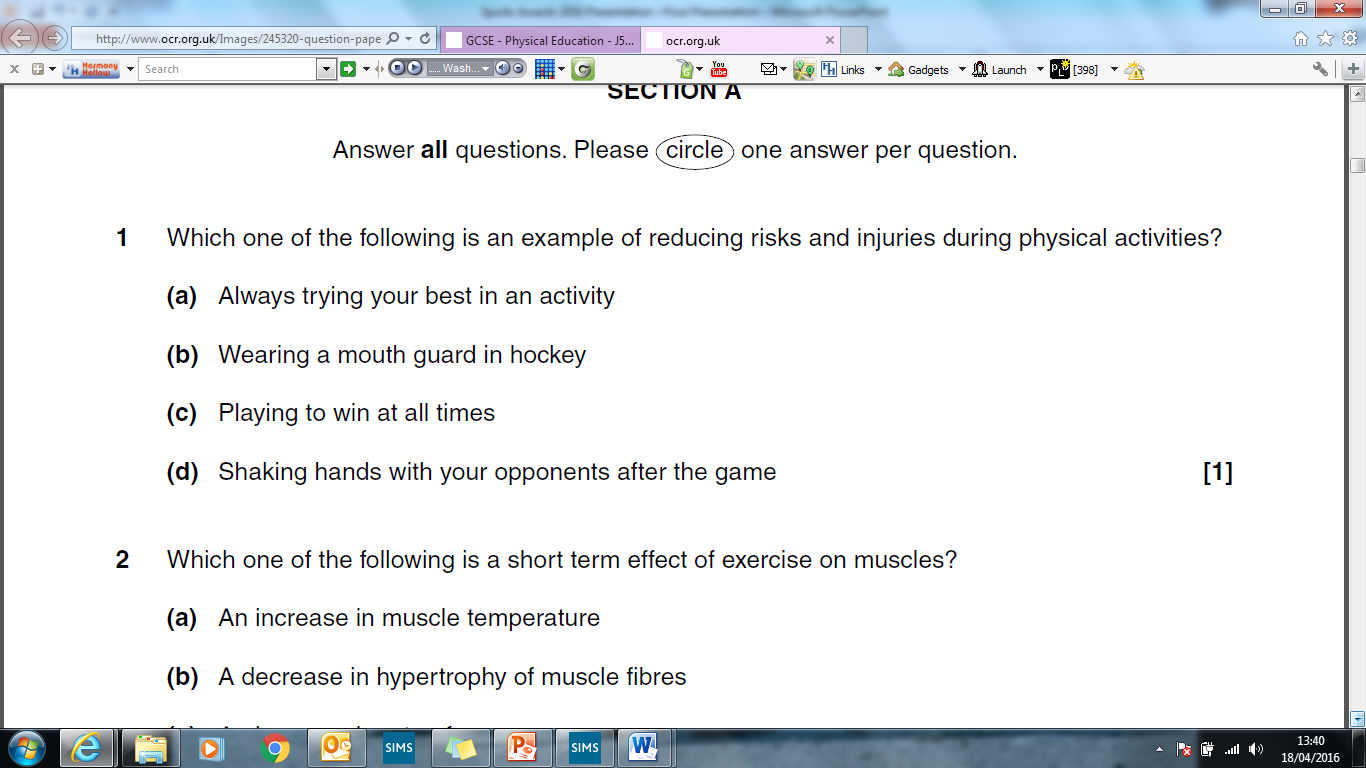 Sports Awards 2016 Presentation - Final Presentation - Microsoft PowerPoint
http://www.ocr.org.uk/Images/245320-question-pape
GCSE - Physical Education - J5...
ocr.org.uk
x
Harmony Hollow
Search
..... Wash...
You Tube
Links
Gadgets
Launch
[398]
SECTION A
Answer all questions. Please circle one answer per question.
1 Which one of the following is an example of reducing risks and injuries during physical activities?
(a) Always trying your best in an activity
(b) Wearing a mouth guard in hockey
(c) Playing to win at all times
(d) Shaking hands with your opponents after the game [1]
2 Which one of the following is a short term effect of exercise on muscles?
(a) An increase in muscle temperature
(b) A decrease in hypertrophy of muscle fibres
SIMS
SIMS
13:40
18/04/2016